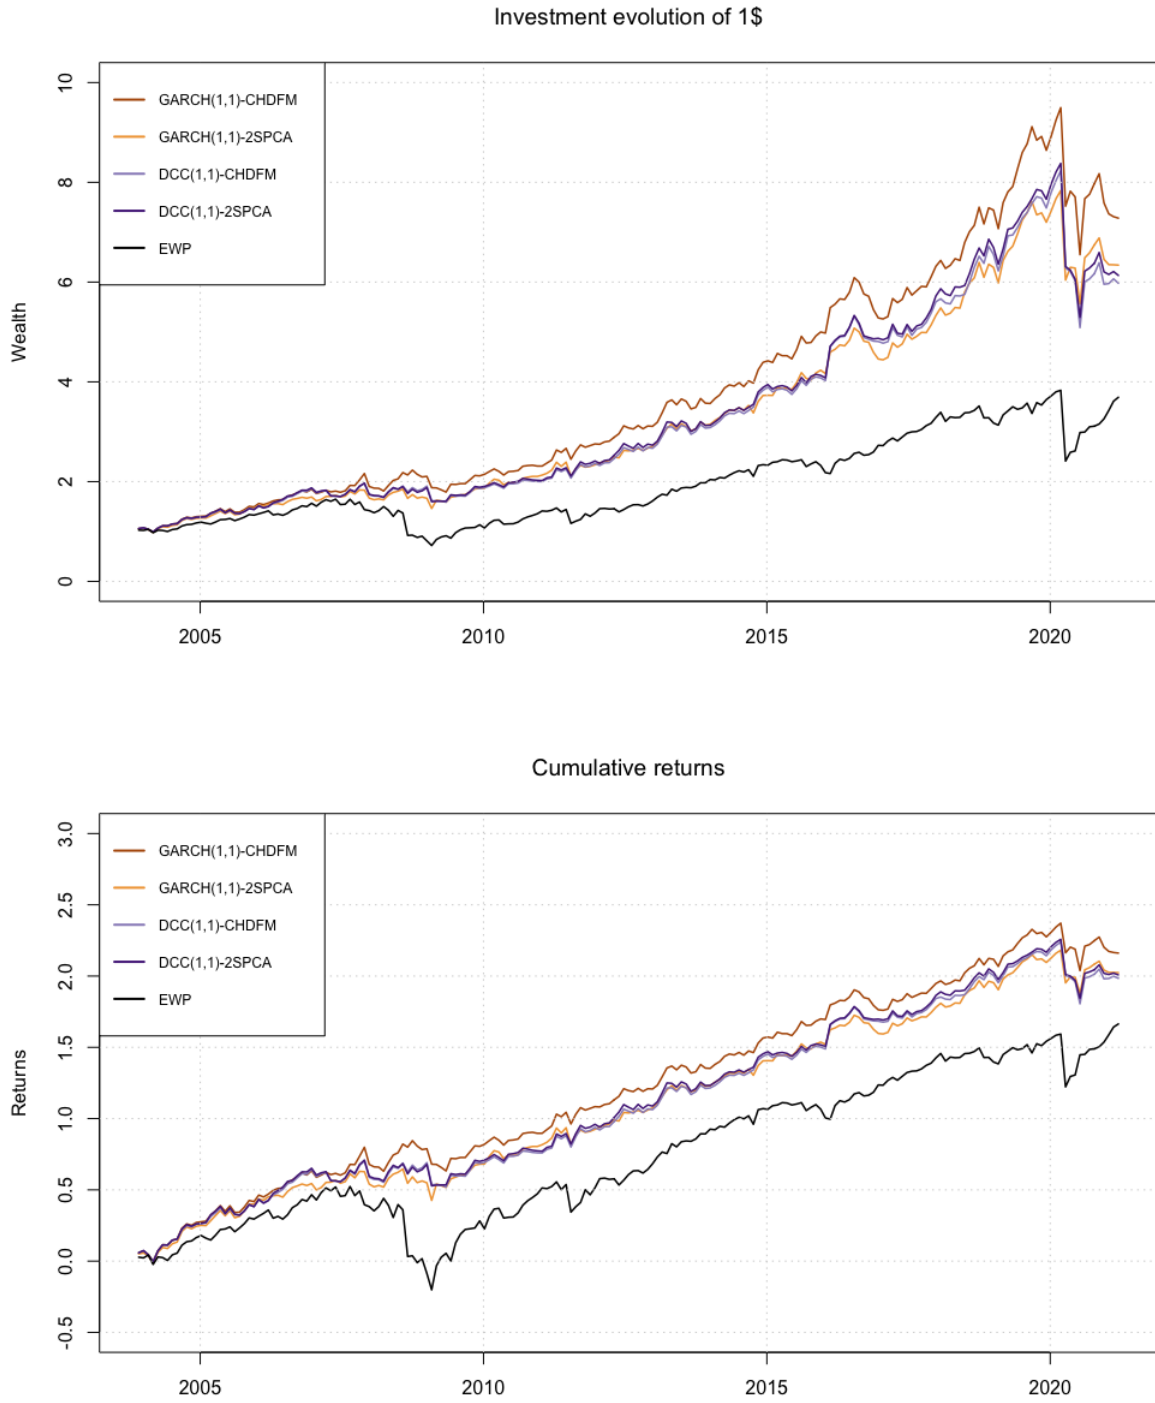 Investment evolution of 1$
10
8
6
4
2
0
Wealth
GARCH(1,1)-CHDFM
GARCH(1,1)-2SPCA
DCC(1,1)-CHDFM
DCC(1,1)-2SPCA
EWP
2005 2010 2015 2020
Cumulative returns
3.0
2.5
2.0
1.5
1.0
0.5
0.0
-0.5
Returns
GARCH(1,1)-CHDFM
GARCH(1,1)-2SPCA
DCC(1,1)-CHDFM
DCC(1,1)-2SPCA
EWP
2005 2010 2015 2020